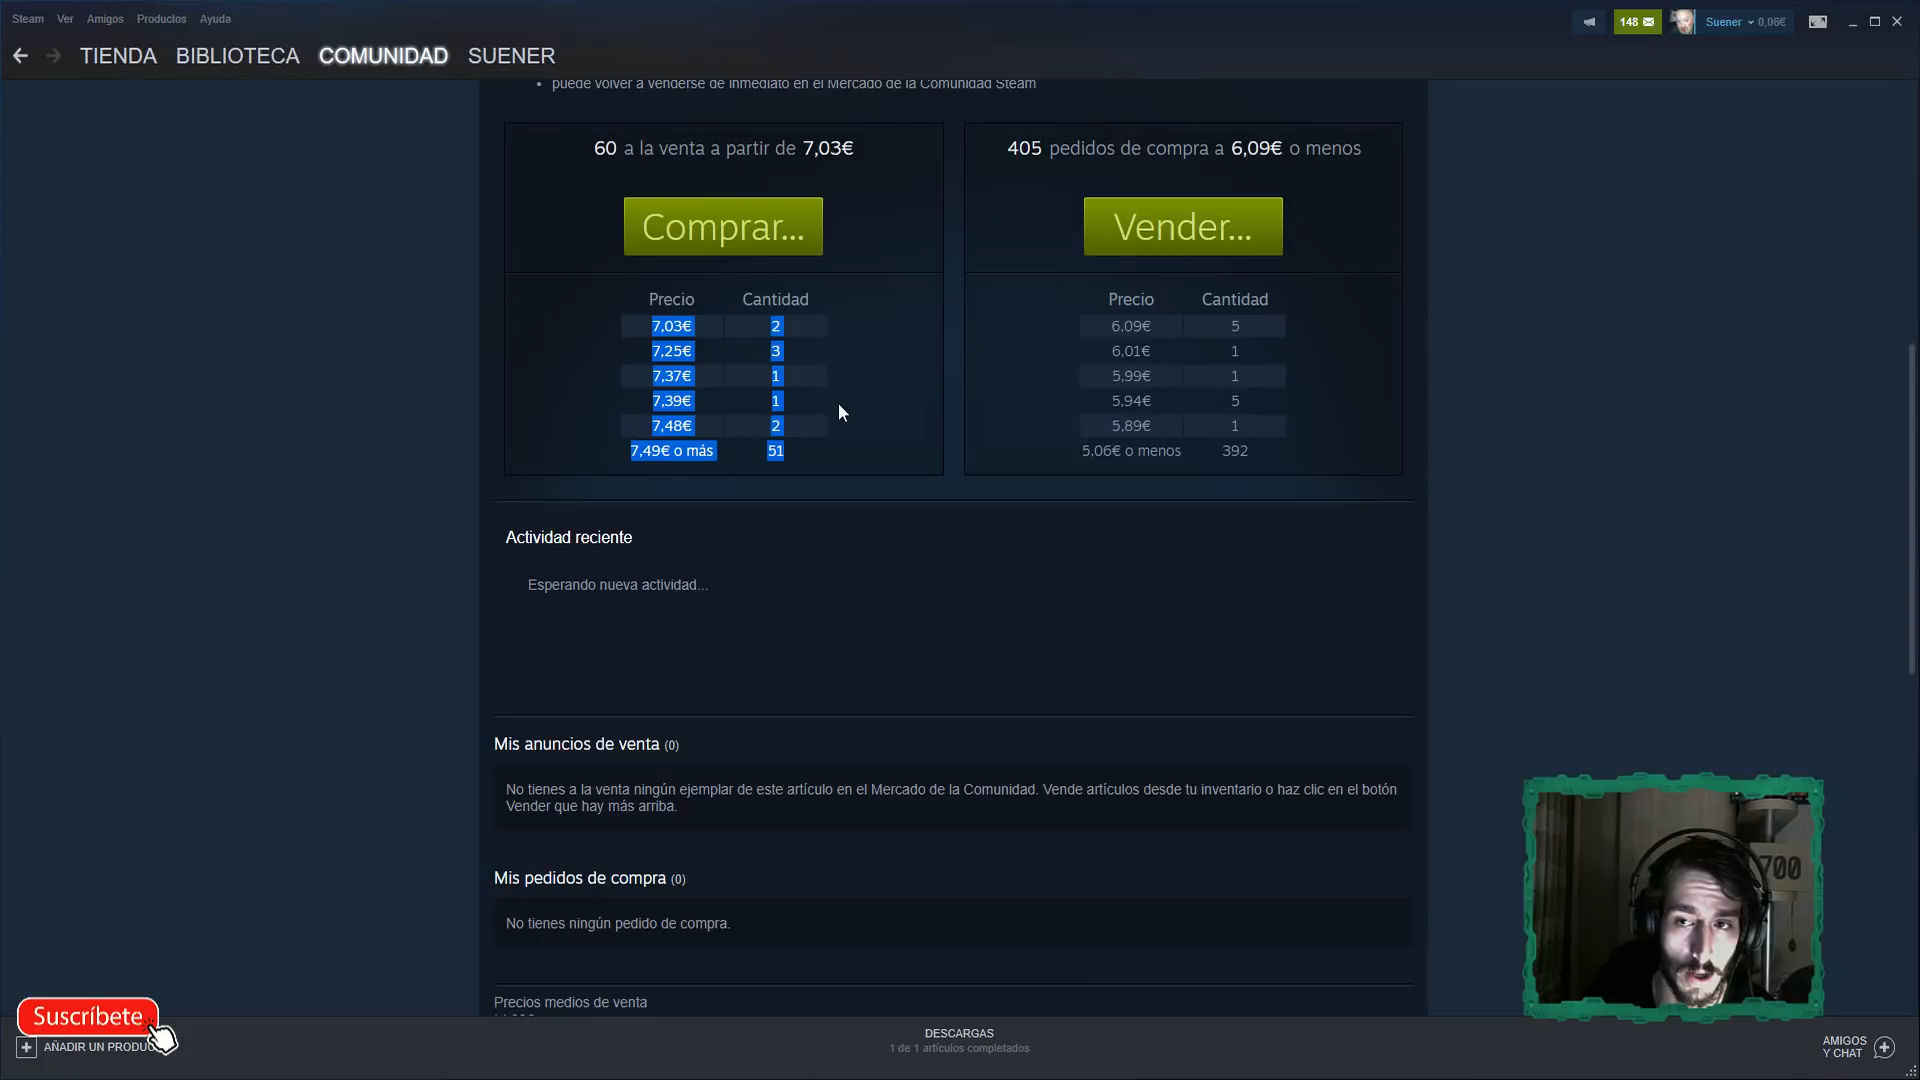 Steam Ver Amigos Productos Ayuda
148
Suener 0,06€
TIENDA BIBLIOTECA COMUNIDAD SUENER
puede volver a venderse de inmediato en el Mercado de la Comunidad Steam
60 a la venta a partir de 7,03€
Comprar...
Precio Cantidad
7,03€ 2
7,25€ 3
7,37€ 1
7,39€ 1
7,48€ 2
7,49€ o más 51
405 pedidos de compra a 6,09€ o menos
Vender...
Precio Cantidad
6,09€ 5
6,01€ 1
5,99€ 1
5,94€ 5
5,89€ 1
5,06€ o menos 392
Actividad reciente
Esperando nueva actividad...
Mis anuncios de venta (0)
No tienes a la venta ningún ejemplar de este artículo en el Mercado de la Comunidad. Vende artículos desde tu inventario o haz clic en el botón
Vender que hay más arriba.
Mis pedidos de compra (0)
No tienes ningún pedido de compra.
Precios medios de venta
700
Suscríbete
AÑADIR UN PRODU
DESCARGAS
1 de 1 artículos completados
AMIGOS
Y CHAT